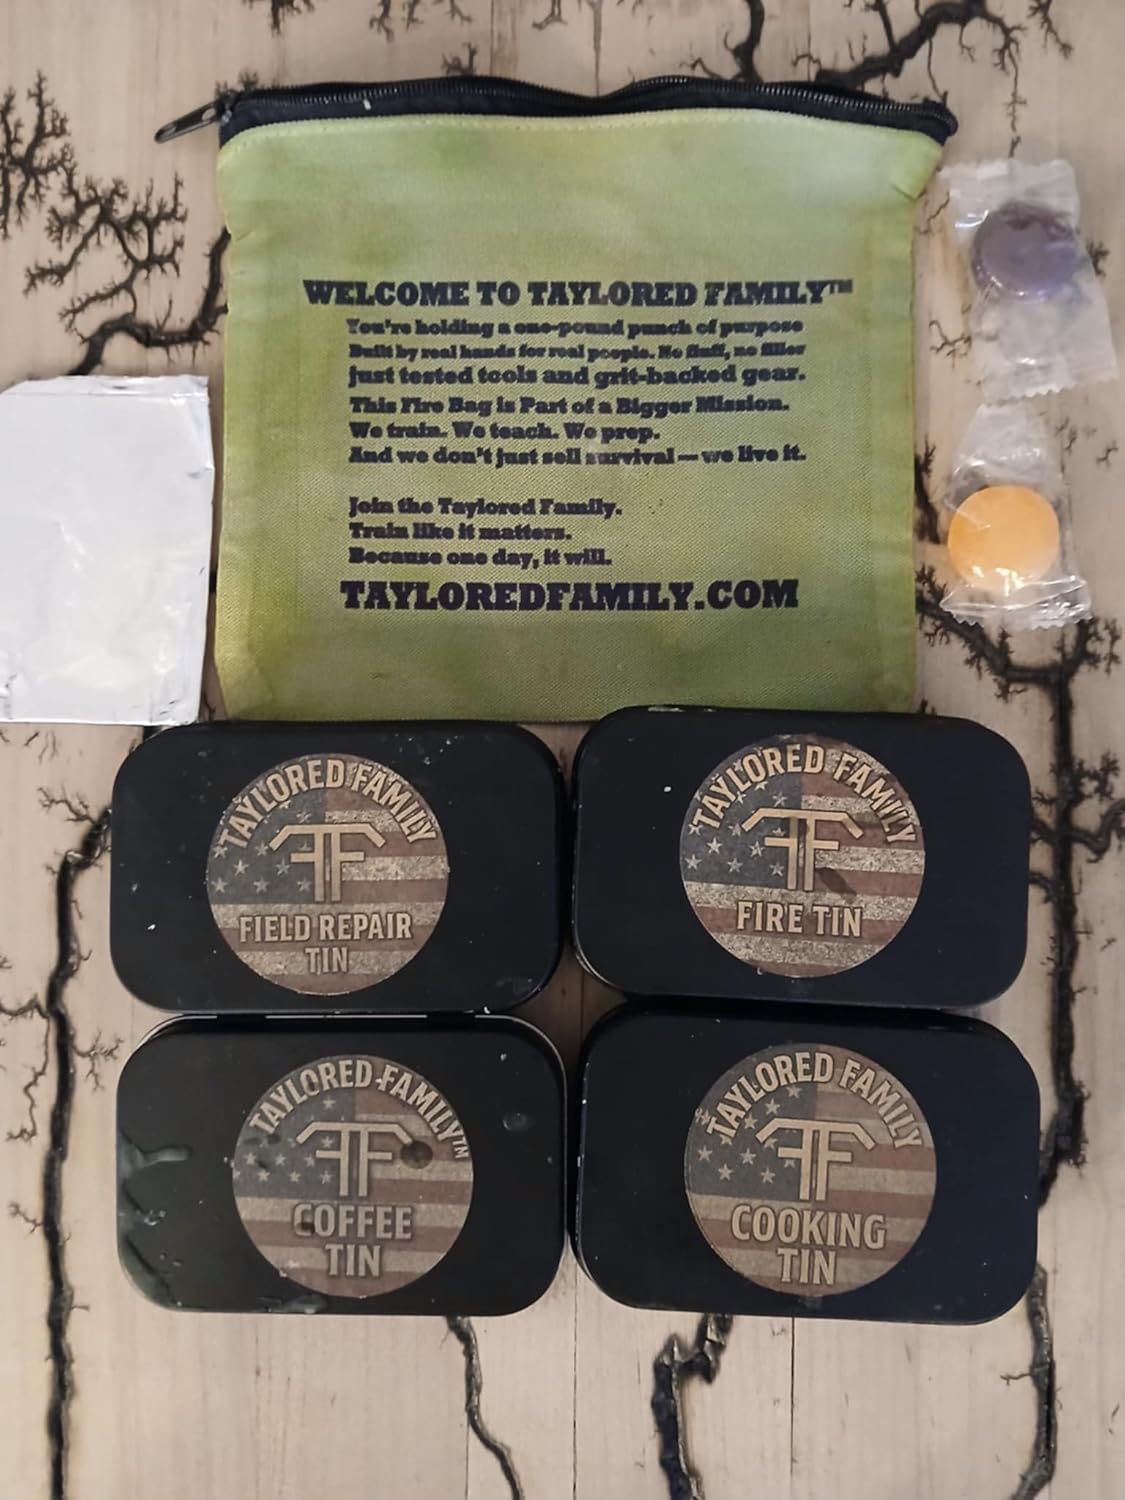 WELCOME TO TAYLORED FAMILY™
You're holding a one-pound punch of purpose
Built by real hands for real people. No fluff, no filler
just tested tools and grit-backed gear.
This Fire Bag is Part of a Bigger Mission.
We train. We teach. We prep.
And we don't just sell survival — we live it.
Join the Taylored Family.
Train like it matters.
Because one day, it will.
TAYLOREDFAMILY.COM
TAYLORED FAMILY
FIELD REPAIR
TIN
TAYLORED FAMILY
FIRE TIN
TAYLORED FAMILY™
COFFEE
TIN
TAYLORED FAMILY
COOKING
TIN